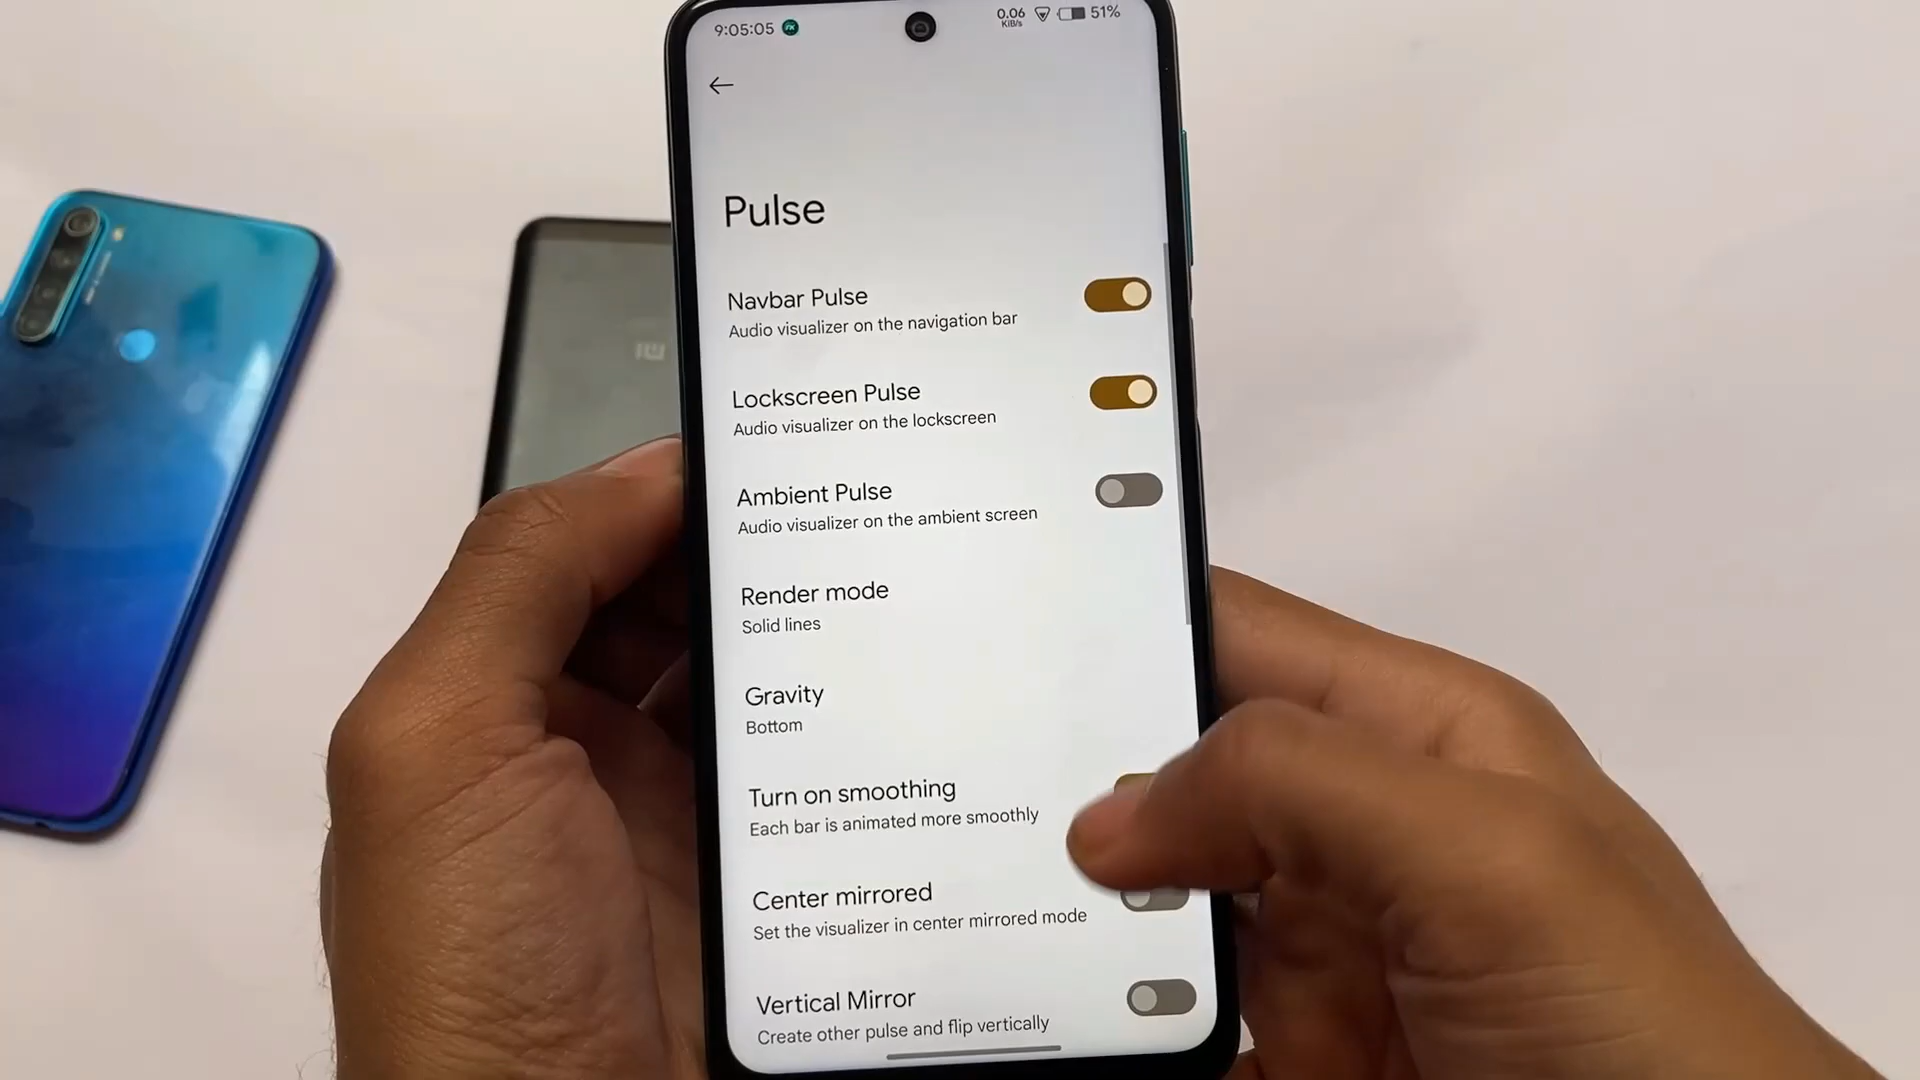 9:05:05
0.06
KiB/s
51%
Pulse
Navbar Pulse
Audio visualizer on the navigation bar
Lockscreen Pulse
Audio visualizer on the lockscreen
Ambient Pulse
Audio visualizer on the ambient screen
Render mode
Solid lines
Gravity
Bottom
Turn on smoothing
Each bar is animated more smoothly
Center mirrored
Set the visualizer in center mirrored mode
Vertical Mirror
Create other pulse and flip vertically